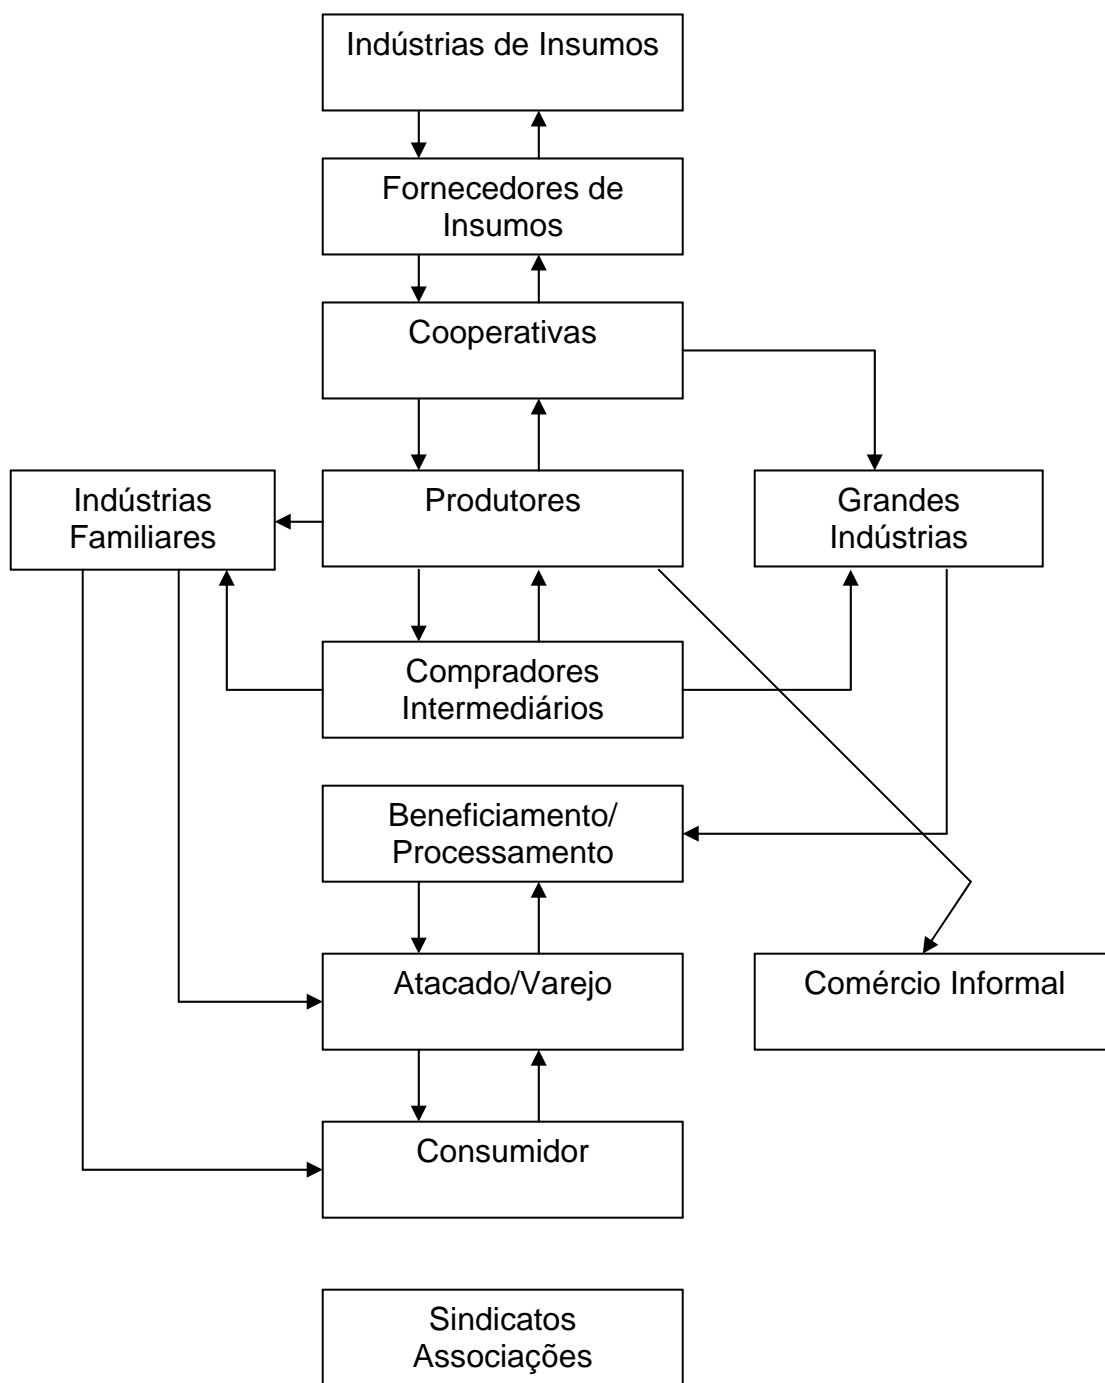 Indústrias de Insumos
Fornecedores de
Insumos
Cooperativas
Indústrias
Familiares
Produtores
Grandes
Indústrias
Compradores
Intermediários
Beneficiamento/
Processamento
Atacado/Varejo
Comércio Informal
Consumidor
Sindicatos
Associações